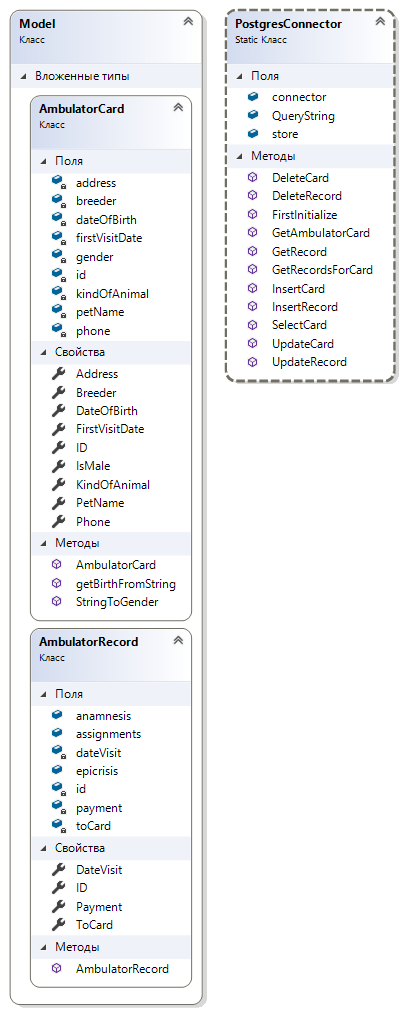 Model
Класс
Вложенные типы
AmbulatorCard
Класс
Поля
address
breeder
dateOfBirth
firstVisitDate
gender
id
kindOfAnimal
petName
phone
Свойства
Address
Breeder
DateOfBirth
FirstVisitDate
ID
IsMale
KindOfAnimal
PetName
Phone
Методы
AmbulatorCard
getBirthFromString
StringToGender
AmbulatorRecord
Класс
Поля
anamnesis
assignments
dateVisit
epicrisis
id
payment
toCard
Свойства
DateVisit
ID
Payment
ToCard
Методы
AmbulatorRecord
PostgresConnector
Static Класс
Поля
connector
QueryString
store
Методы
DeleteCard
DeleteRecord
FirstInitialize
GetAmbulatorCard
GetRecord
GetRecordsForCard
InsertCard
InsertRecord
SelectCard
UpdateCard
UpdateRecord